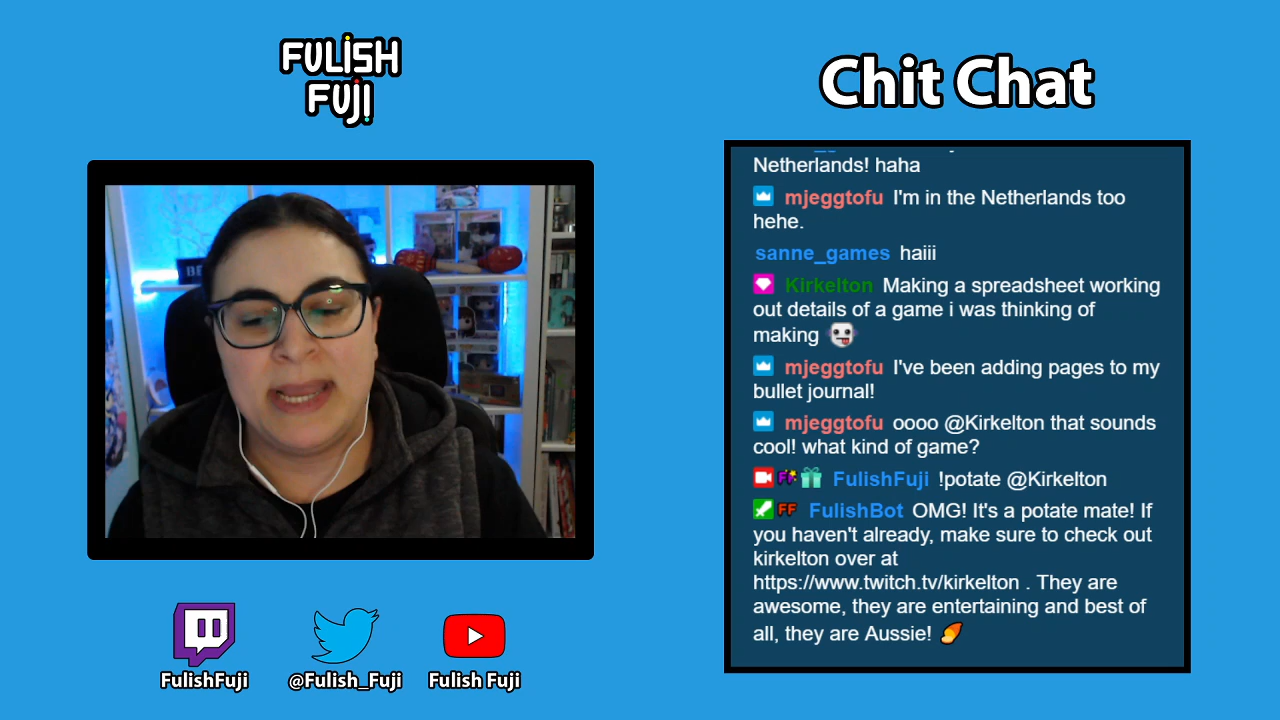 FULISH
FUJI
Chit Chat
Netherlands! haha
mjeggtofu I'm in the Netherlands too
hehe.
sanne_games haiii
Kirkelton Making a spreadsheet working
out details of a game i was thinking of
making
mjeggtofu I've been adding pages to my
bullet journal!
mjeggtofu oooo @Kirkelton that sounds
cool! what kind of game?
FulishFuji !potate @Kirkelton
FF FulishBot OMG! It's a potate mate! If
you haven't already, make sure to check out
kirkelton over at
https://www.twitch.tv/kirkelton . They are
awesome, they are entertaining and best of
all, they are Aussie!
FulishFuji
@Fulish_Fuji
Fulish Fuji